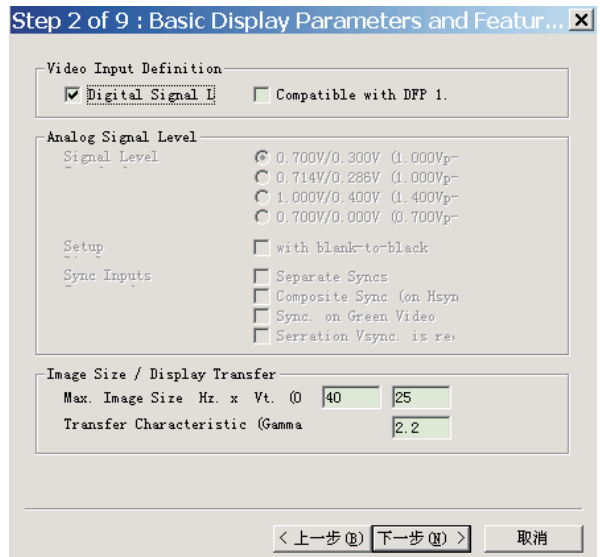 Step 2 of 9 : Basic Display Parameters and Featur...
Video Input Definition
Digital Signal L
Compatible with DFP 1.
Analog Signal Level
Signal Level
0.700V/0.300V (1.000Vp-
0.714V/0.286V (1.000Vp-
1.000V/0.400V (1.400Vp-
0.700V/0.000V (0.700Vp-
Setup
with blank-to-black
Sync Inputs
Separate Syncs
Composite Sync (on Hsyn
Sync. on Green Video
Serration Vsync. is re
Image Size / Display Transfer
Max. Image Size Hz. x Vt. (0 40 25
Transfer Characteristic (Gamma 2.2
< 上一步(B) 下一步(N) > 取消